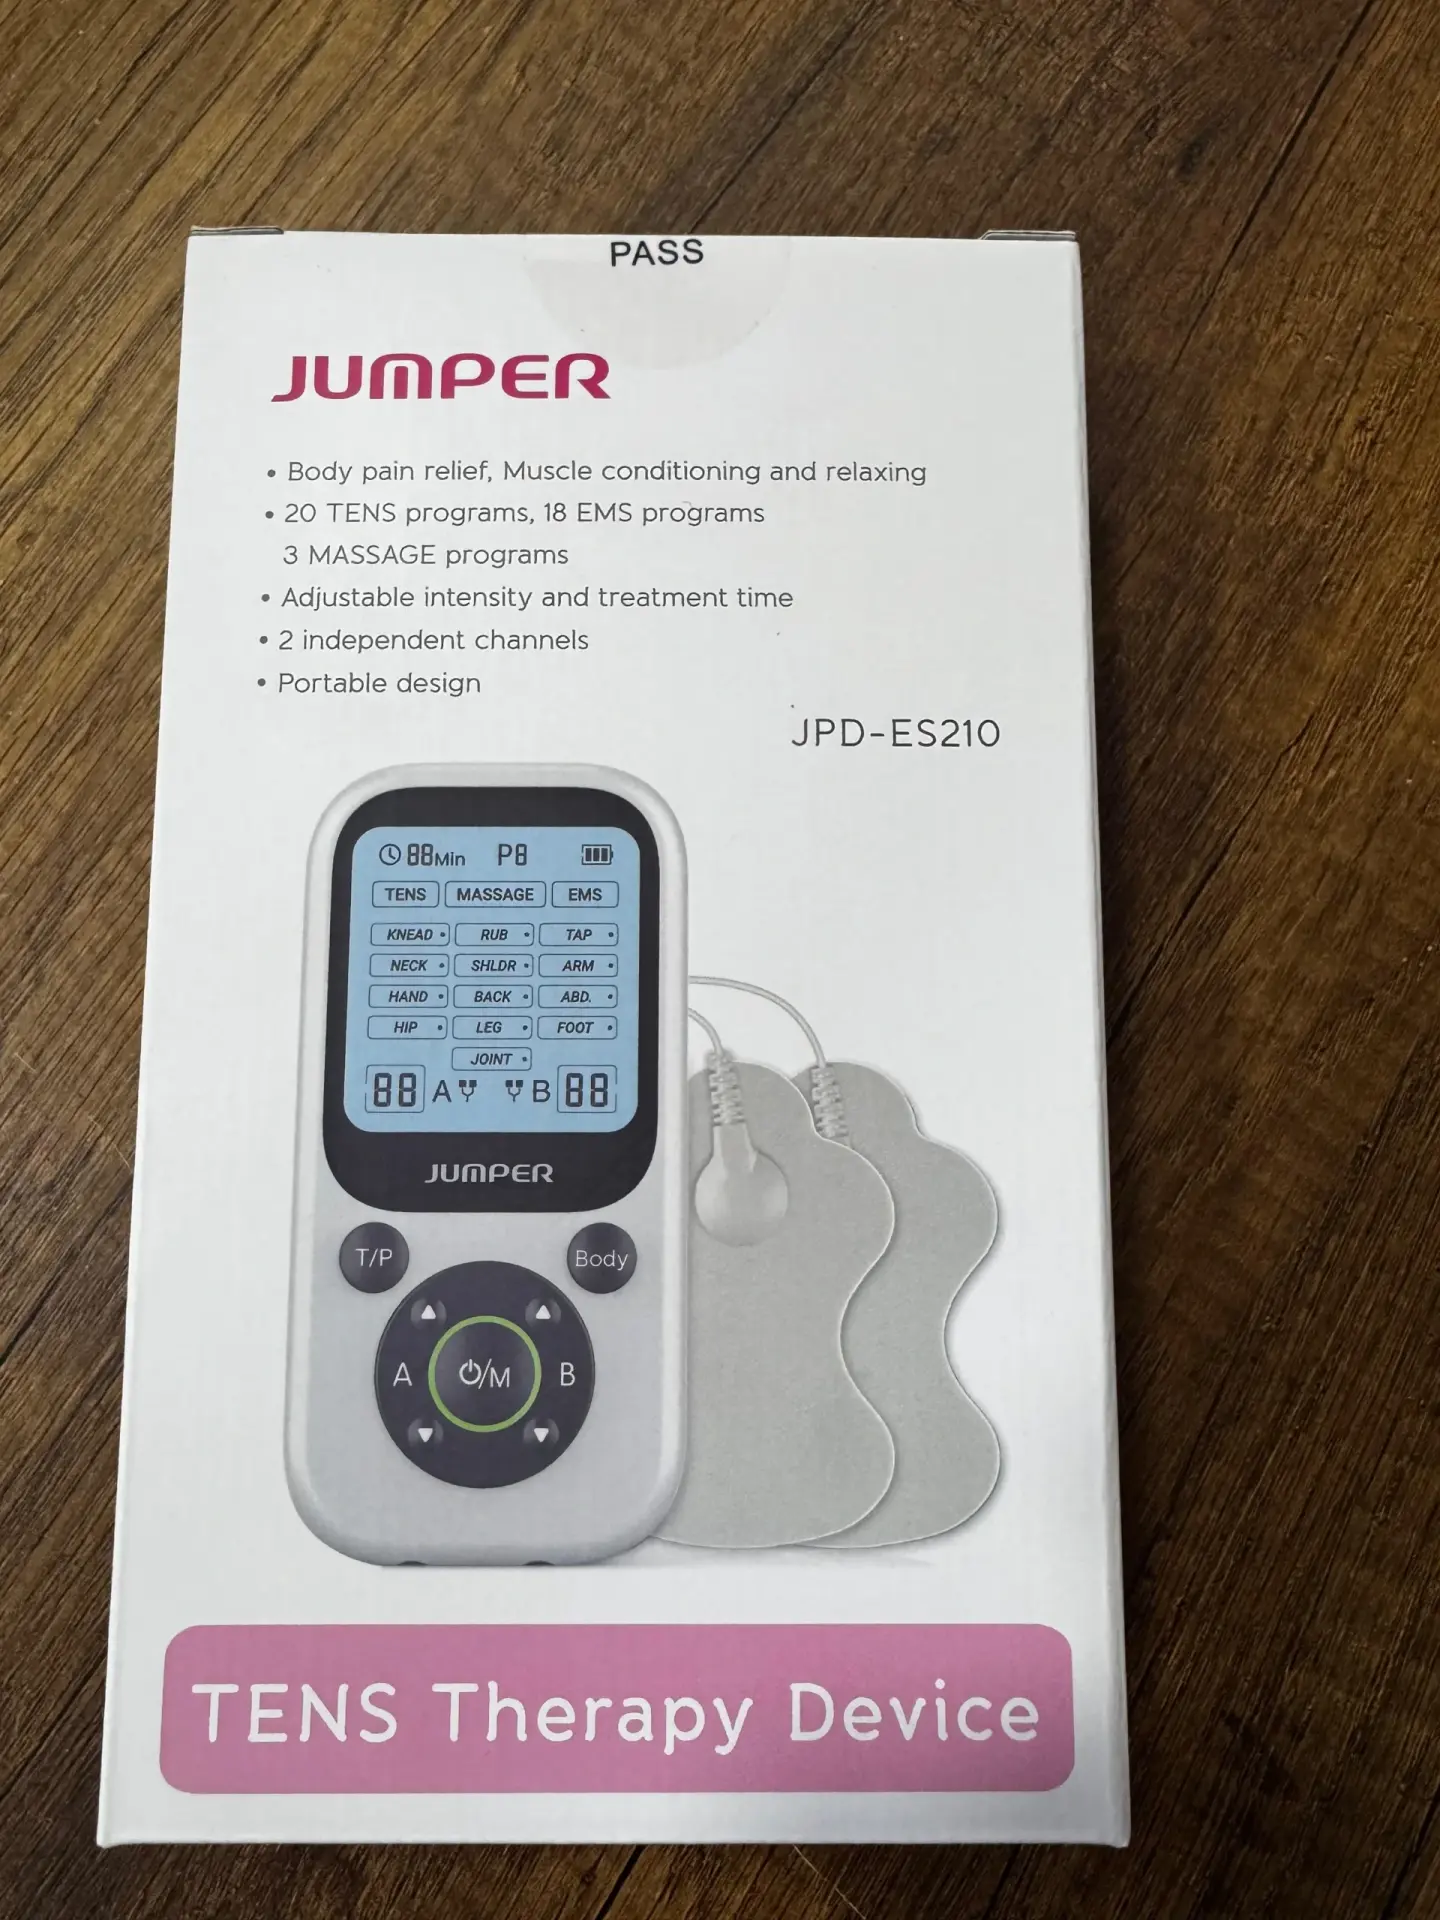 PASS
JUMPER
• Body pain relief, Muscle conditioning and relaxing
• 20 TENS programs, 18 EMS programs
3 MASSAGE programs
• Adjustable intensity and treatment time
• 2 independent channels
• Portable design
JPD-ES210
88Min P8
TENS MASSAGE EMS
KNEAD RUB TAP
NECK SHLDR ARM
HAND BACK ABD.
HIP LEG FOOT
JOINT
88 A B 88
JUMPER
T/P Body
A /M B
TENS Therapy Device